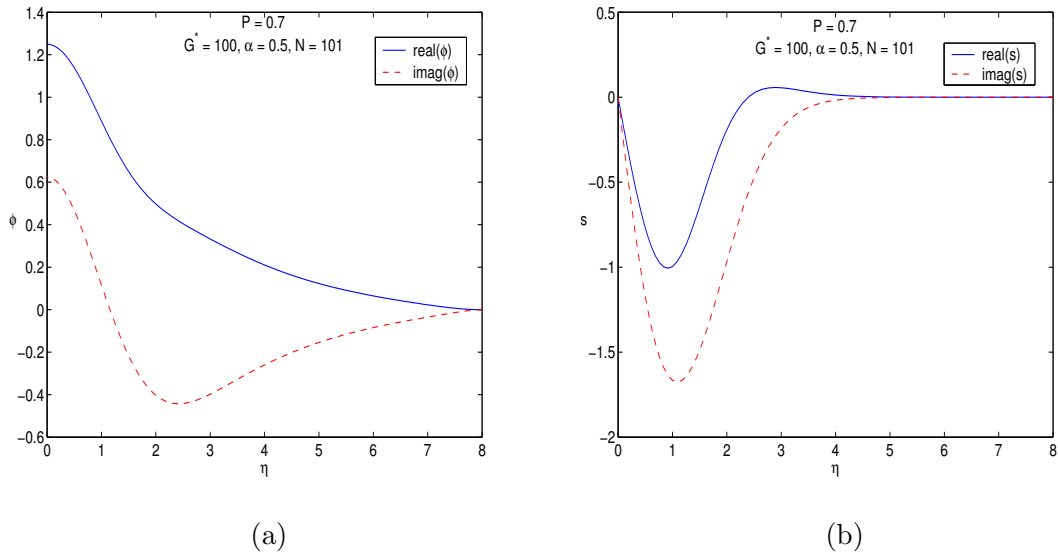 P = 0.7
G* = 100, α = 0.5, N = 101
real(ϕ)
imag(ϕ)
1.4
1.2
1
0.8
0.6
0.4
0.2
0
−0.2
−0.4
−0.6
ϕ
0 1 2 3 4 5 6 7 8
η
(a)
P = 0.7
G* = 100, α = 0.5, N = 101
real(s)
imag(s)
0.5
0
−0.5
−1
−1.5
−2
s
0 1 2 3 4 5 6 7 8
η
(b)